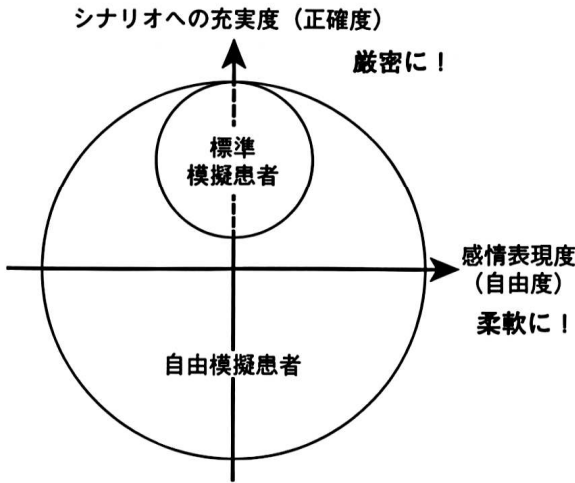 シナリオへの充実度（正確度）
厳密に！
標準
模擬患者
感情表現度
（自由度）
柔軟に！
自由模擬患者